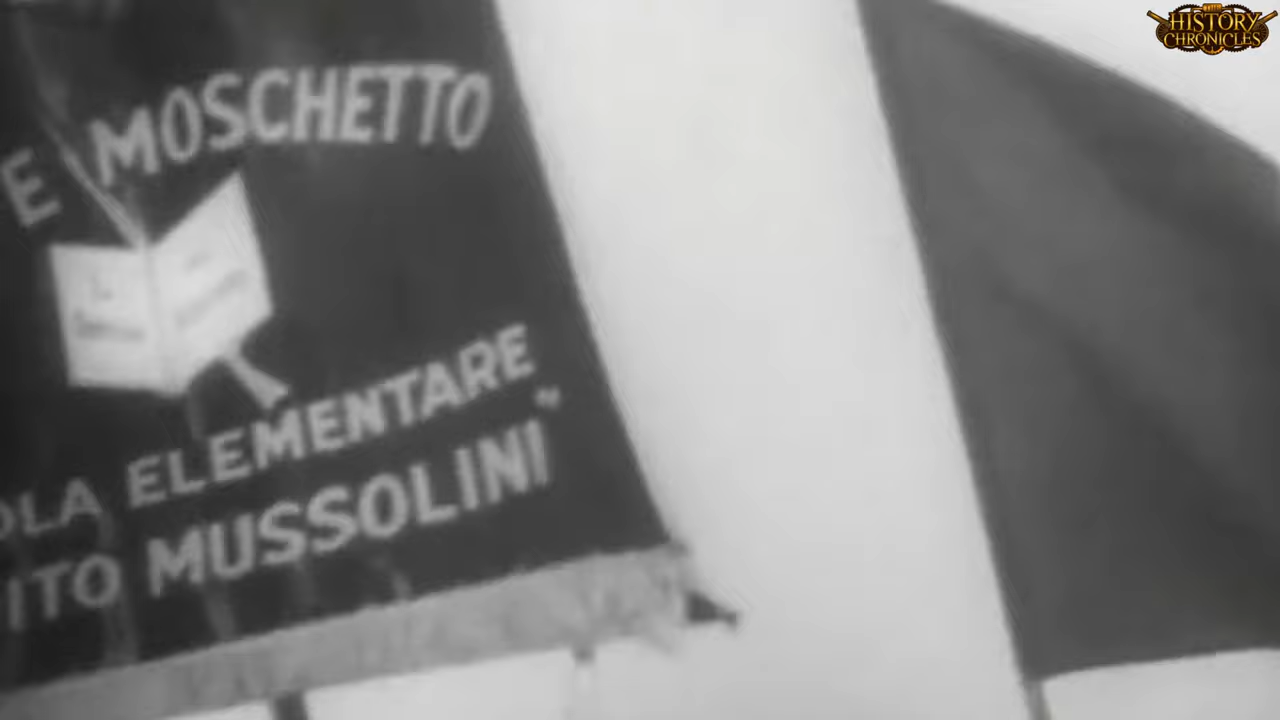 HISTORY
CHRONICLES
E MOSCHETTO
OLA ELEMENTARE
ITO MUSSOLINI"